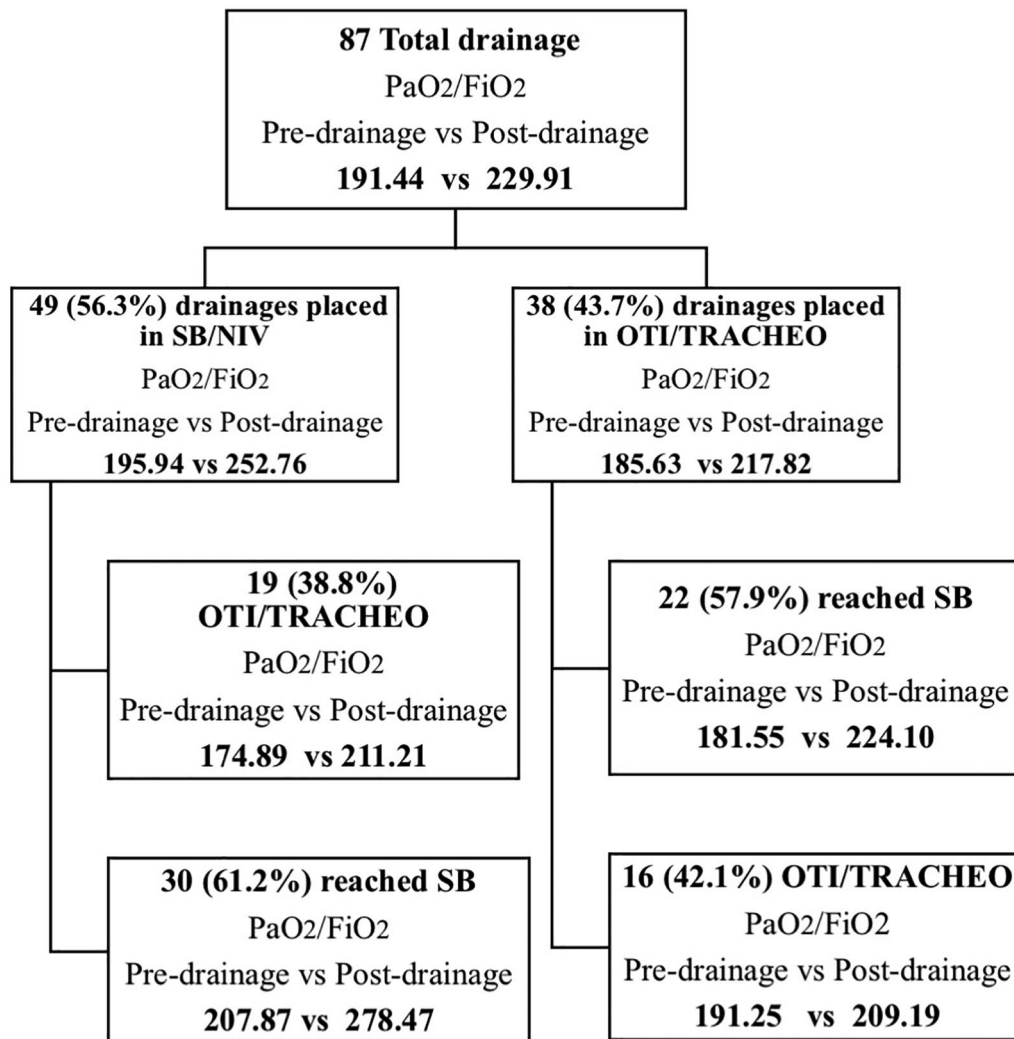 87 Total drainage
PaO2/FiO2
Pre-drainage vs Post-drainage
191.44 vs 229.91
49 (56.3%) drainages placed
in SB/NIV
PaO2/FiO2
Pre-drainage vs Post-drainage
195.94 vs 252.76
38 (43.7%) drainages placed
in OTI/TRACHEO
PaO2/FiO2
Pre-drainage vs Post-drainage
185.63 vs 217.82
19 (38.8%)
OTI/TRACHEO
PaO2/FiO2
Pre-drainage vs Post-drainage
174.89 vs 211.21
22 (57.9%) reached SB
PaO2/FiO2
Pre-drainage vs Post-drainage
181.55 vs 224.10
30 (61.2%) reached SB
PaO2/FiO2
Pre-drainage vs Post-drainage
207.87 vs 278.47
16 (42.1%) OTI/TRACHEO
PaO2/FiO2
Pre-drainage vs Post-drainage
191.25 vs 209.19